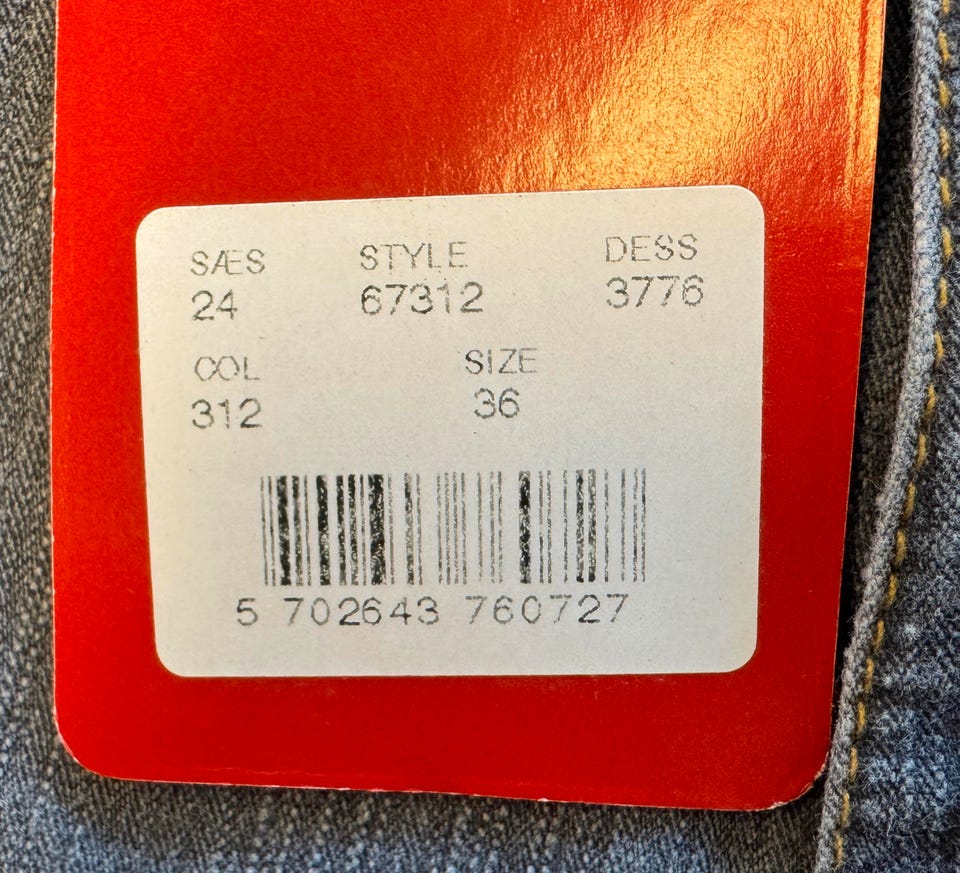 SÆS STYLE DESS
24 67312 3776
COL SIZE
312 36
5 702643 760727